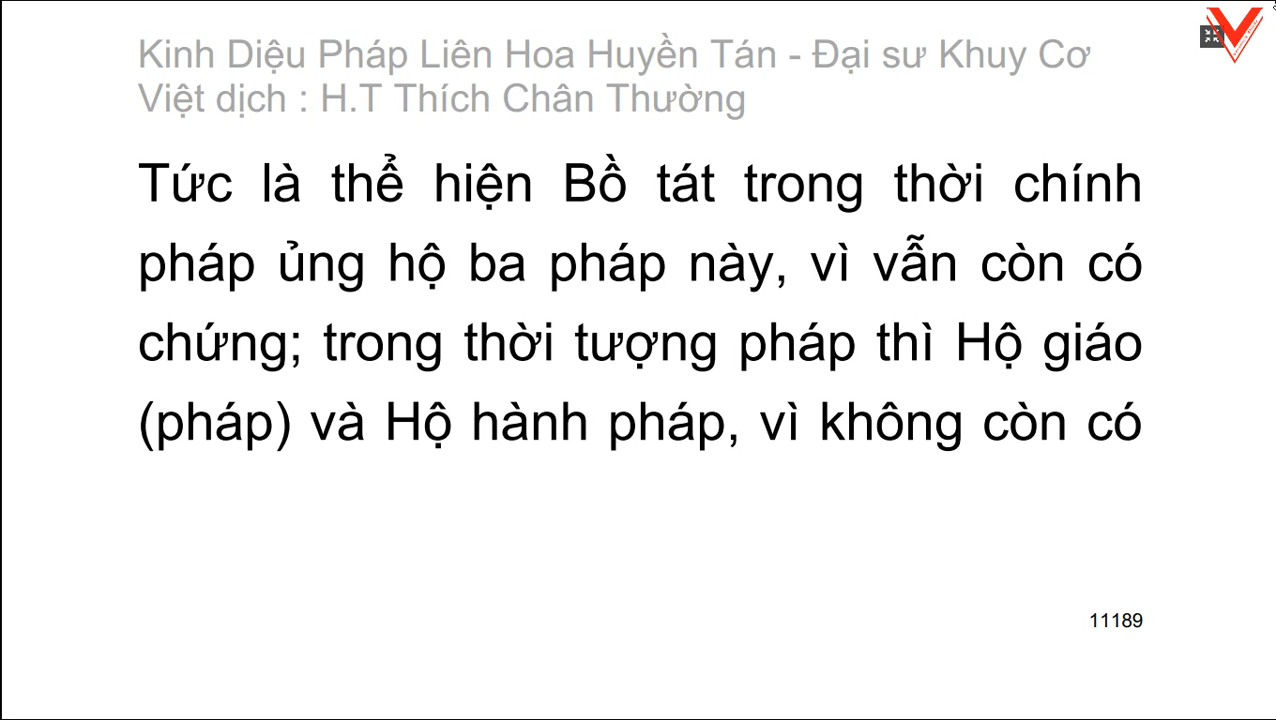 Kinh Diệu Pháp Liên Hoa Huyền Tán - Đại sư Khuy Cơ
Việt dịch : H.T Thích Chân Thường
Tức là thể hiện Bồ tát trong thời chính
pháp ủng hộ ba pháp này, vì vẫn còn có
chứng; trong thời tượng pháp thì Hộ giáo
(pháp) và Hộ hành pháp, vì không còn có
11189